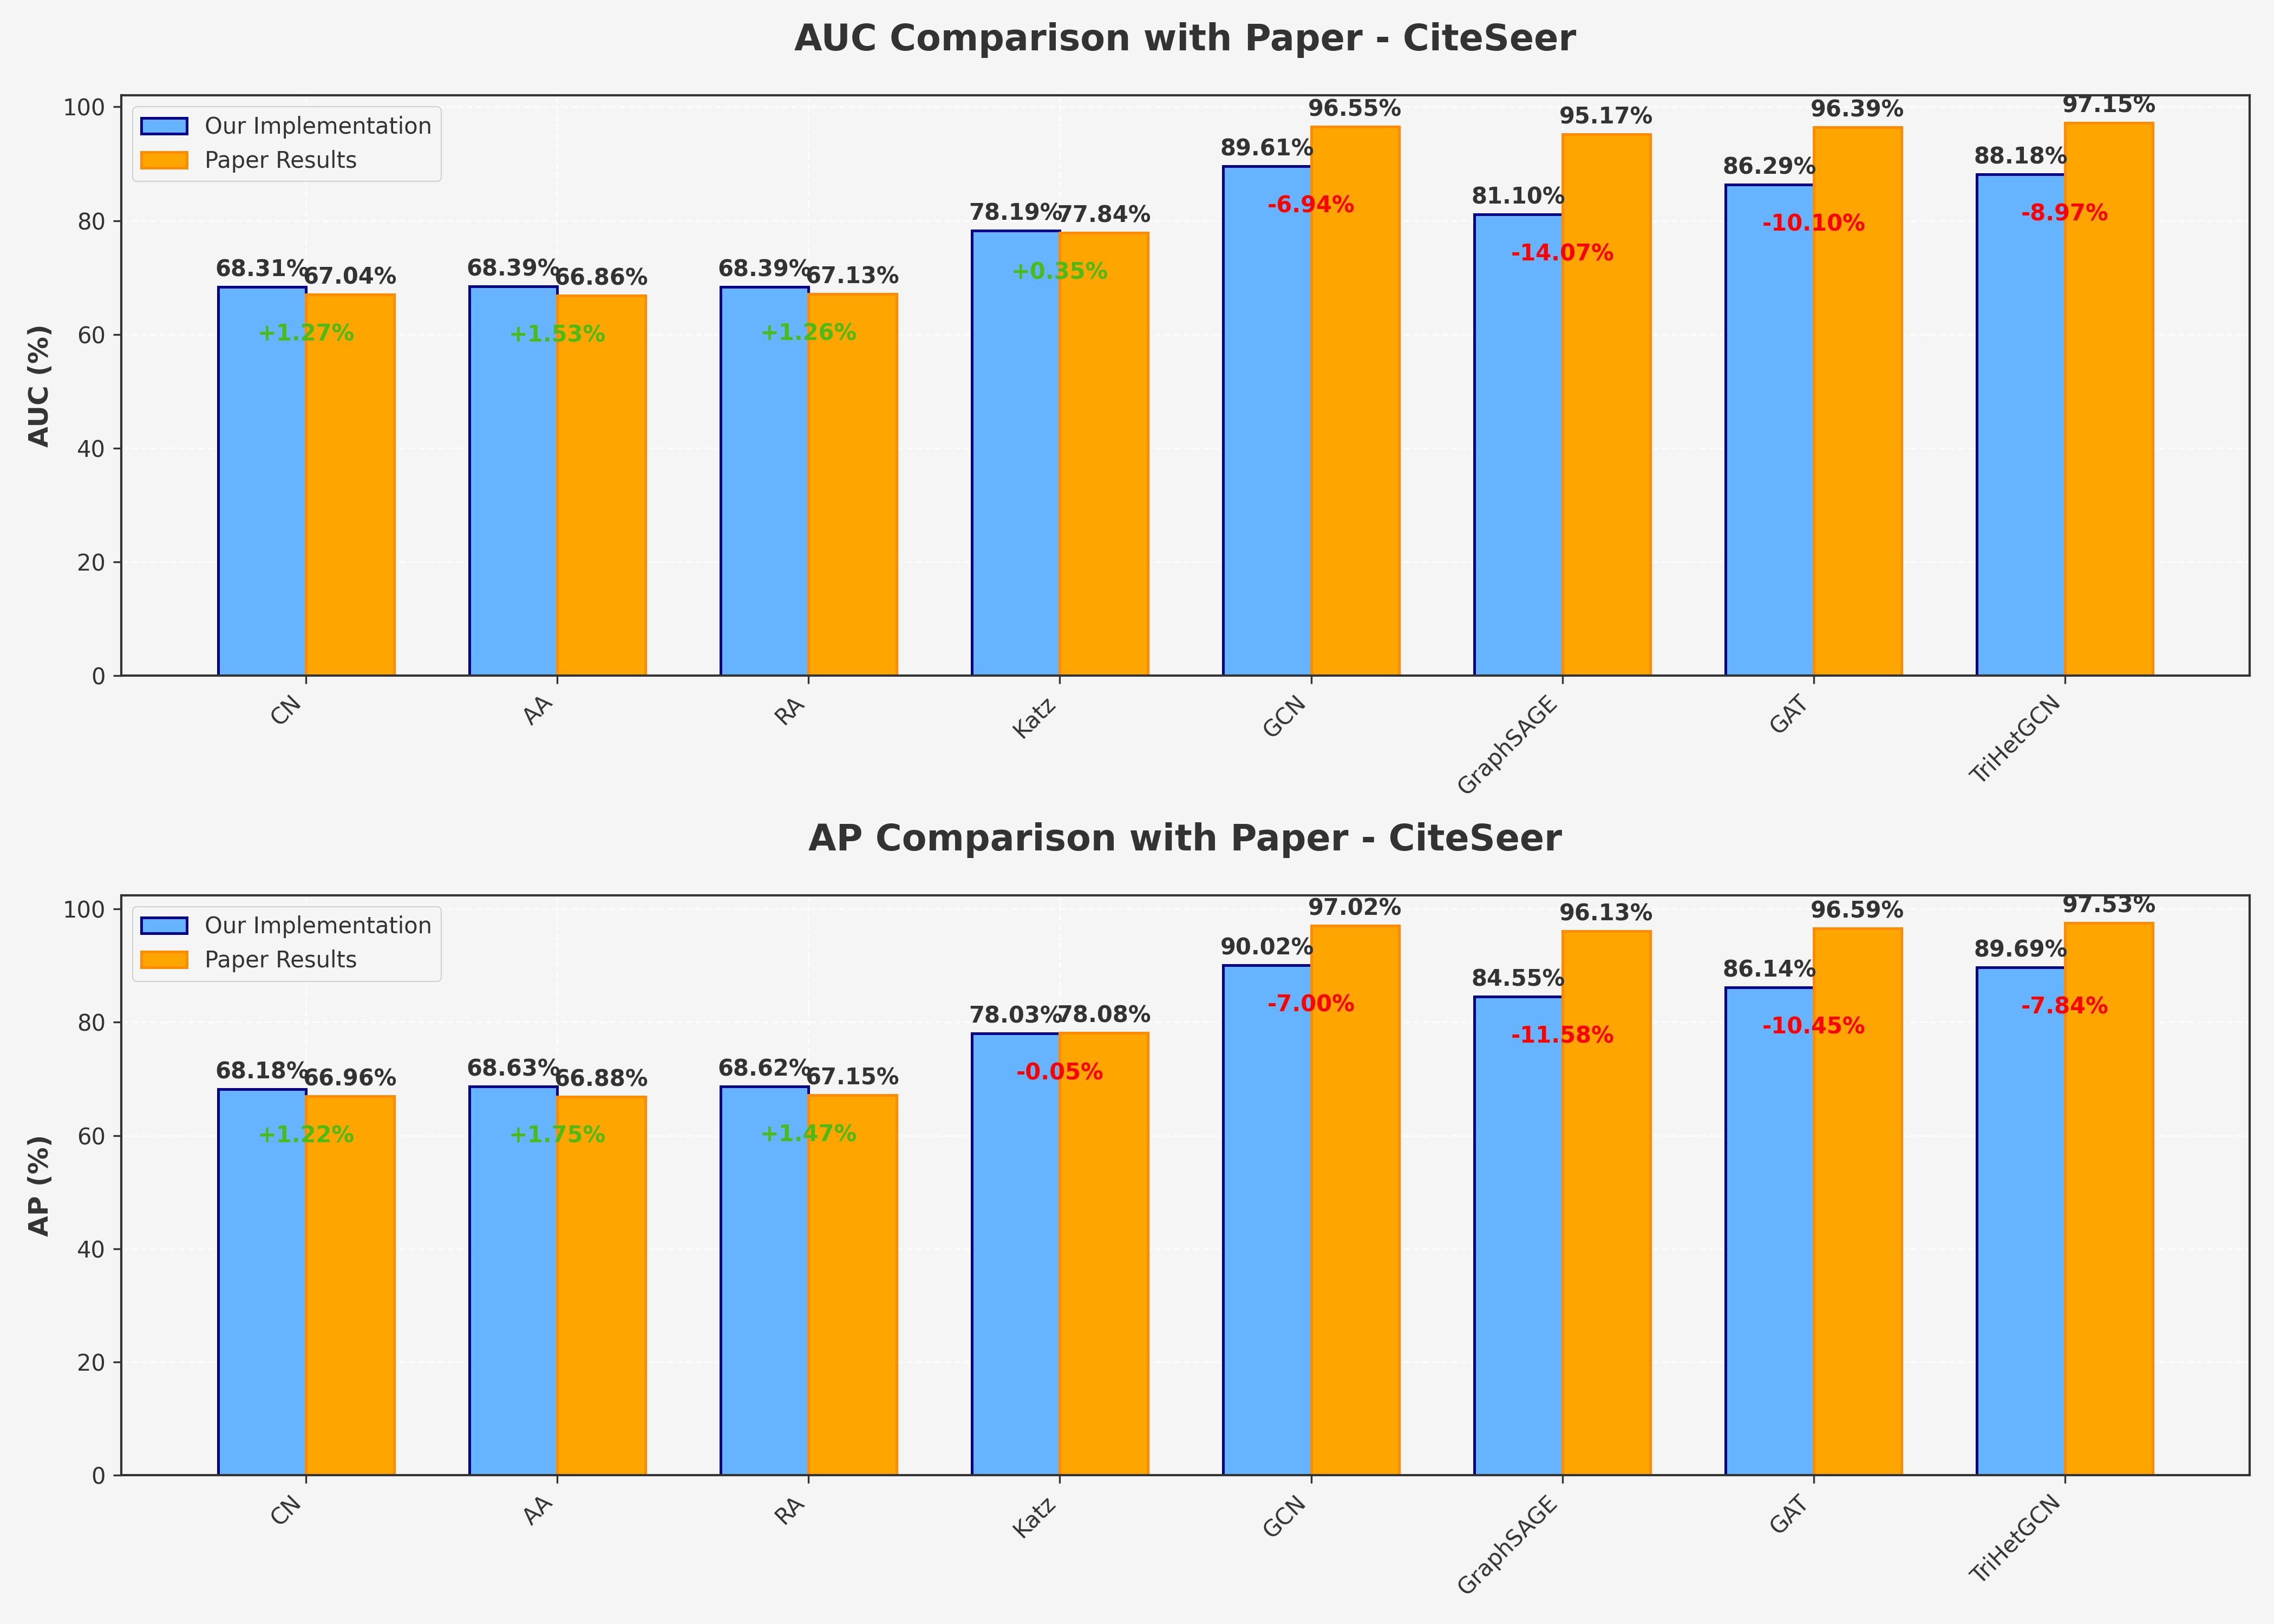 AUC Comparison with Paper - CiteSeer
Our Implementation
Paper Results
AUC (%)
100
80
60
40
20
0
68.31%
67.04%
+1.27%
68.39%
66.86%
+1.53%
68.39%
67.13%
+1.26%
78.19%
77.84%
+0.35%
89.61%
96.55%
-6.94%
81.10%
95.17%
-14.07%
86.29%
96.39%
-10.10%
88.18%
97.15%
-8.97%
CN
AA
RA
Katz
GCN
GraphSAGE
GAT
TriHetGCN
AP Comparison with Paper - CiteSeer
Our Implementation
Paper Results
AP (%)
100
80
60
40
20
0
68.18%
66.96%
+1.22%
68.63%
66.88%
+1.75%
68.62%
67.15%
+1.47%
78.03%
78.08%
-0.05%
90.02%
97.02%
-7.00%
84.55%
96.13%
-11.58%
86.14%
96.59%
-10.45%
89.69%
97.53%
-7.84%
CN
AA
RA
Katz
GCN
GraphSAGE
GAT
TriHetGCN